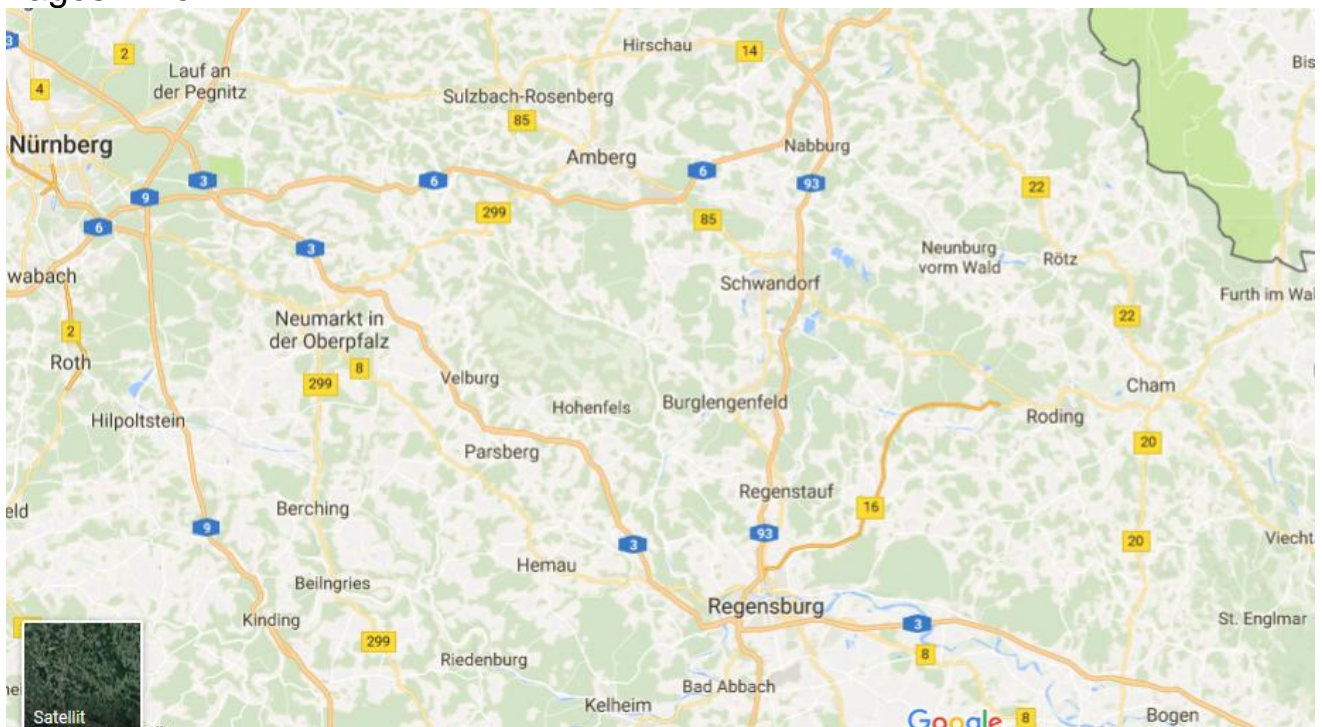 3
2
Hirschau
14
Bis
Lauf an
der Pegnitz
4
Sulzbach-Rosenberg
85
Nürnberg
Amberg
Nabburg
6
3
6
93
22
9
299
85
6
3
Neunburg
vorm Wald
Rötz
wabach
Schwandorf
Furth im Wal
2
Neumarkt in
der Oberpfalz
22
Roth
8
299
Velburg
Cham
Hohenfels
Burglengenfeld
Hilpoltstein
Roding
20
Parsberg
Regenstauf
16
eld
Berching
9
93
20
Viecht
3
Hemau
Beilngries
Regensburg
Kinding
3
St. Englmar
299
8
Riedenburg
Bad Abbach
Kelheim
Satellit
Google
8
Bogen